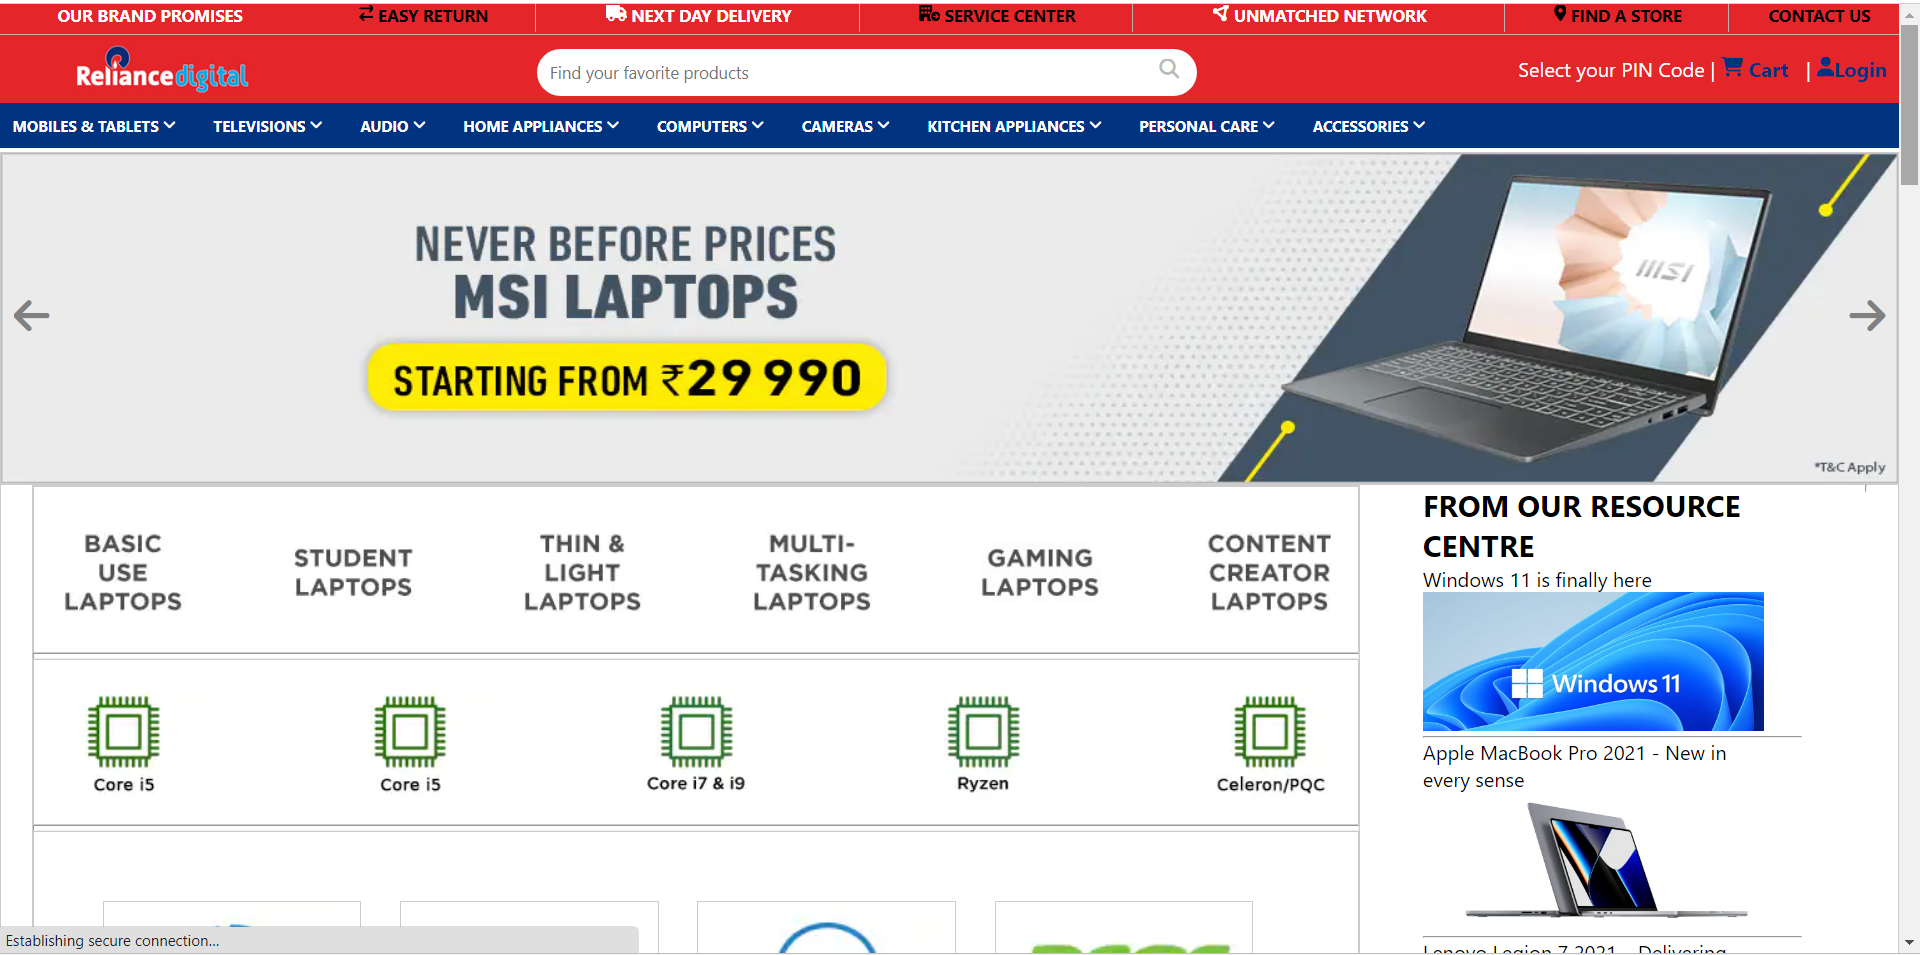 OUR BRAND PROMISES EASY RETURN NEXT DAY DELIVERY SERVICE CENTER UNMATCHED NETWORK FIND A STORE CONTACT US
Reliance digital
Find your favorite products
Select your PIN Code | Cart | Login
MOBILES & TABLETS TELEVISIONS AUDIO HOME APPLIANCES COMPUTERS CAMERAS KITCHEN APPLIANCES PERSONAL CARE ACCESSORIES
NEVER BEFORE PRICES
MSI LAPTOPS
STARTING FROM ₹29 990
msi
*T&C Apply
BASIC
USE
LAPTOPS
STUDENT
LAPTOPS
THIN &
LIGHT
LAPTOPS
MULTI-
TASKING
LAPTOPS
GAMING
LAPTOPS
CONTENT
CREATOR
LAPTOPS
Core i5
Core i5
Core i7 & i9
Ryzen
Celeron/PQC
FROM OUR RESOURCE
CENTRE
Windows 11 is finally here
Windows 11
Apple MacBook Pro 2021 - New in
every sense
Lenovo Legion 7 2021 – Delivering
Establishing secure connection...